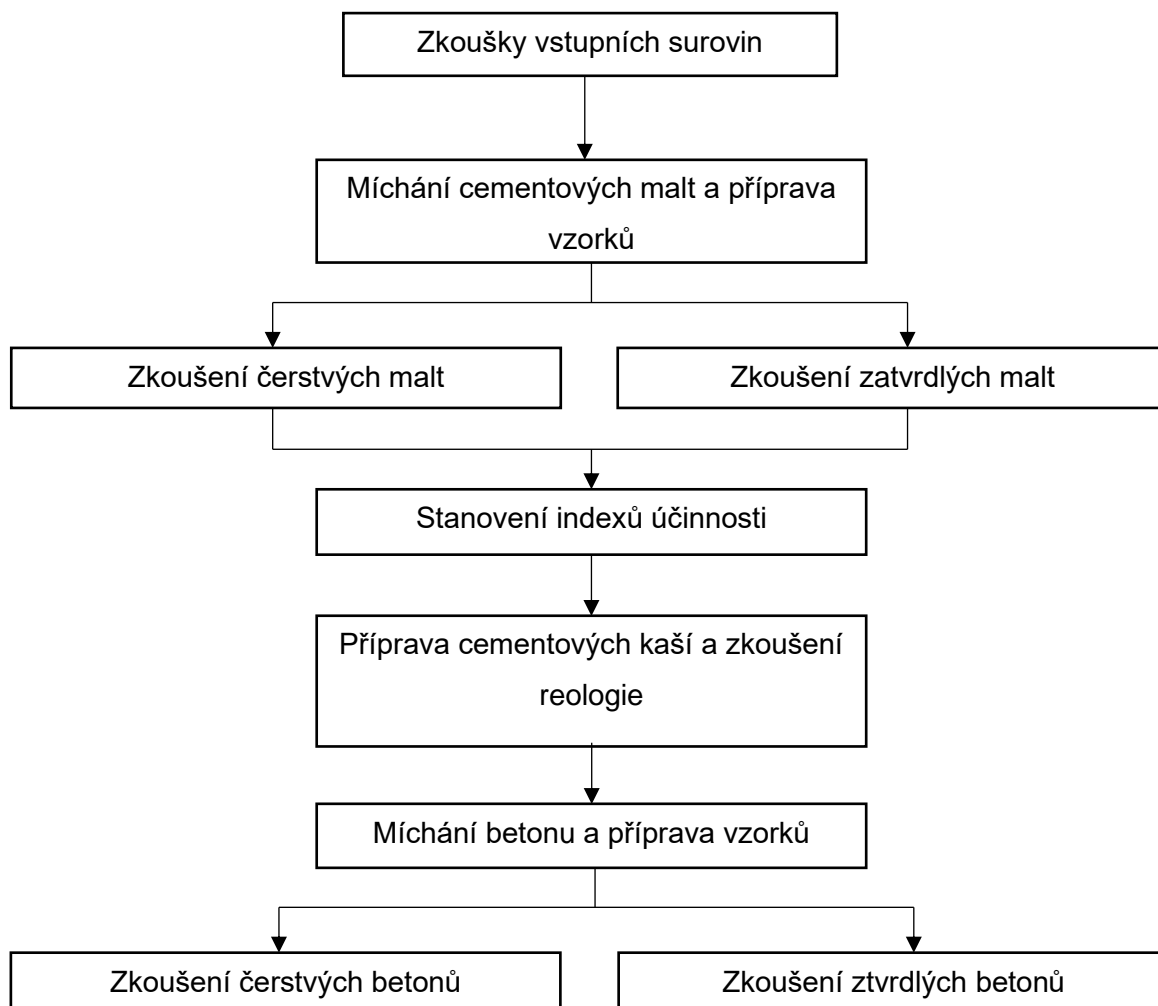 Zkoušky vstupních surovin
Míchání cementových malt a příprava
vzorků
Zkoušení čerstvých malt
Zkoušení zatvrdlých malt
Stanovení indexů účinnosti
Příprava cementových kaší a zkoušení
reologie
Míchání betonu a příprava vzorků
Zkoušení čerstvých betonů
Zkoušení ztvrdlých betonů